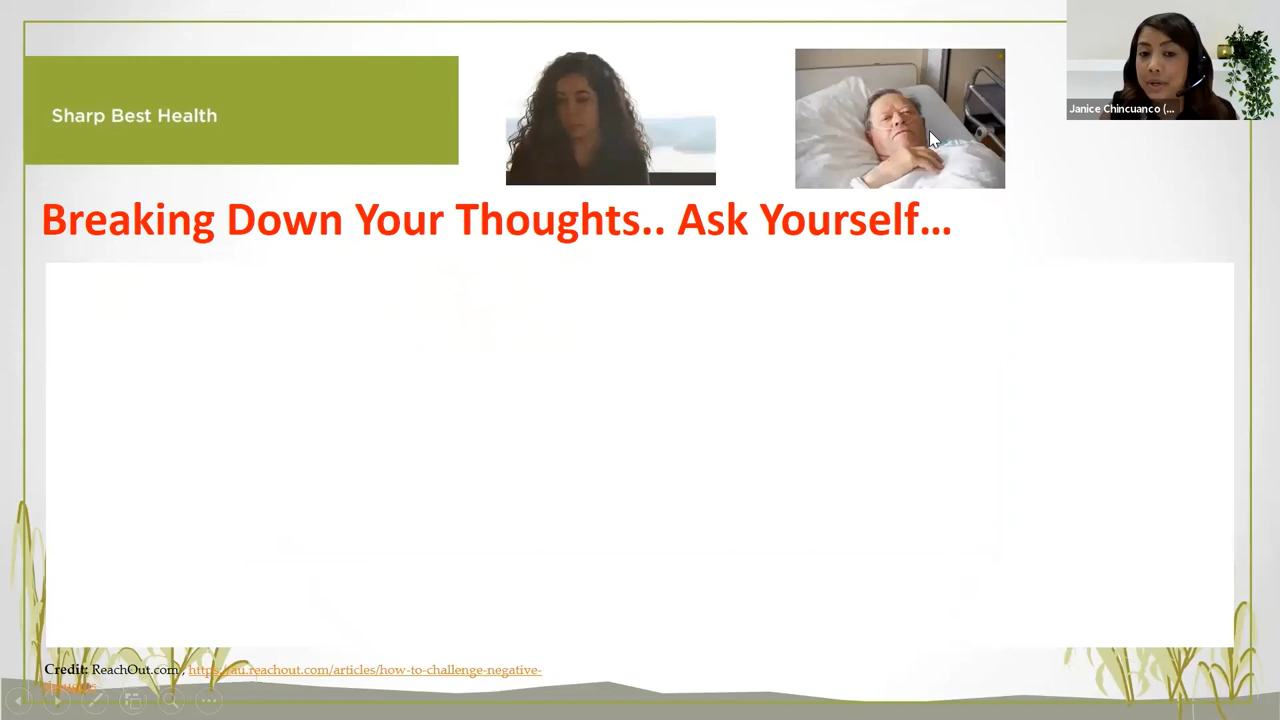 Sharp Best Health
Janice Chincuanco (...
Breaking Down Your Thoughts.. Ask Yourself...
Credit: ReachOut.com , https://au.reachout.com/articles/how-to-challenge-negative-
thoughts